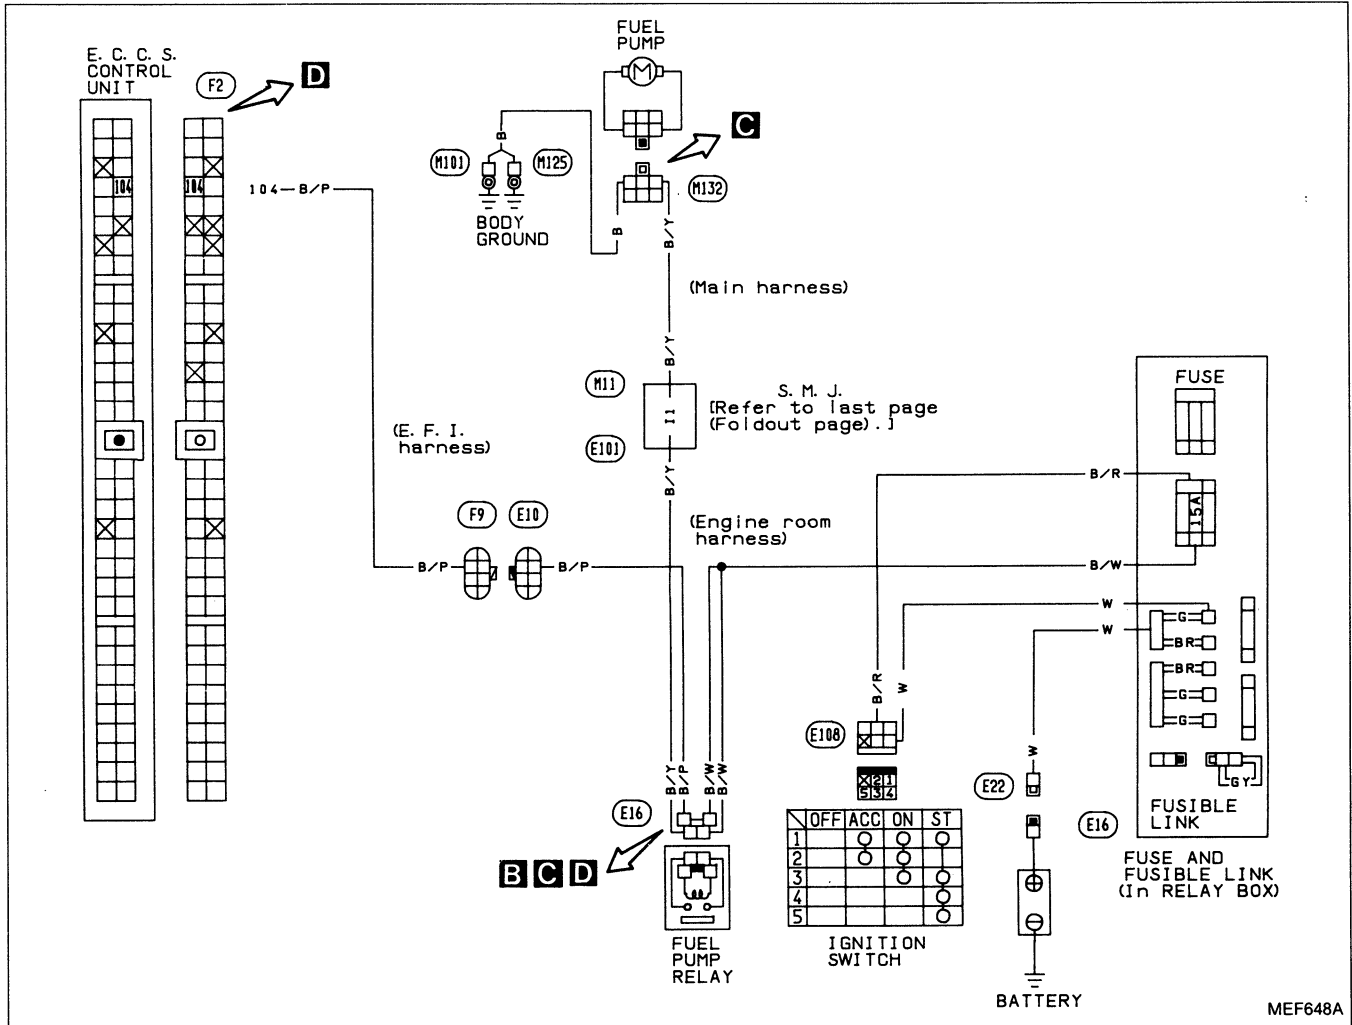 E. C. C. S.
CONTROL
UNIT
F2
D
104
104
104
B/P
FUEL
PUMP
M
C
B
M101
M125
M132
BODY
GROUND
B
B/Y
(Main harness)
B/Y
M11
I1
E101
S. M. J.
[Refer to last page
(Foldout page).]
B/Y
(E. F. I.
harness)
(Engine room
harness)
F9
E10
B/P
B/P
B/R
B/W
W
W
FUSE
15A
G
BR
BR
G
G
GY
FUSIBLE
LINK
FUSE AND
FUSIBLE LINK
(In RELAY BOX)
B/Y
B/P
B/W
B/W
E16
B C D
FUEL
PUMP
RELAY
B/R
W
E108
2 1
5 3 4
OFF ACC ON ST
1
2
3
4
5
IGNITION
SWITCH
W
E22
E16
BATTERY
MEF648A